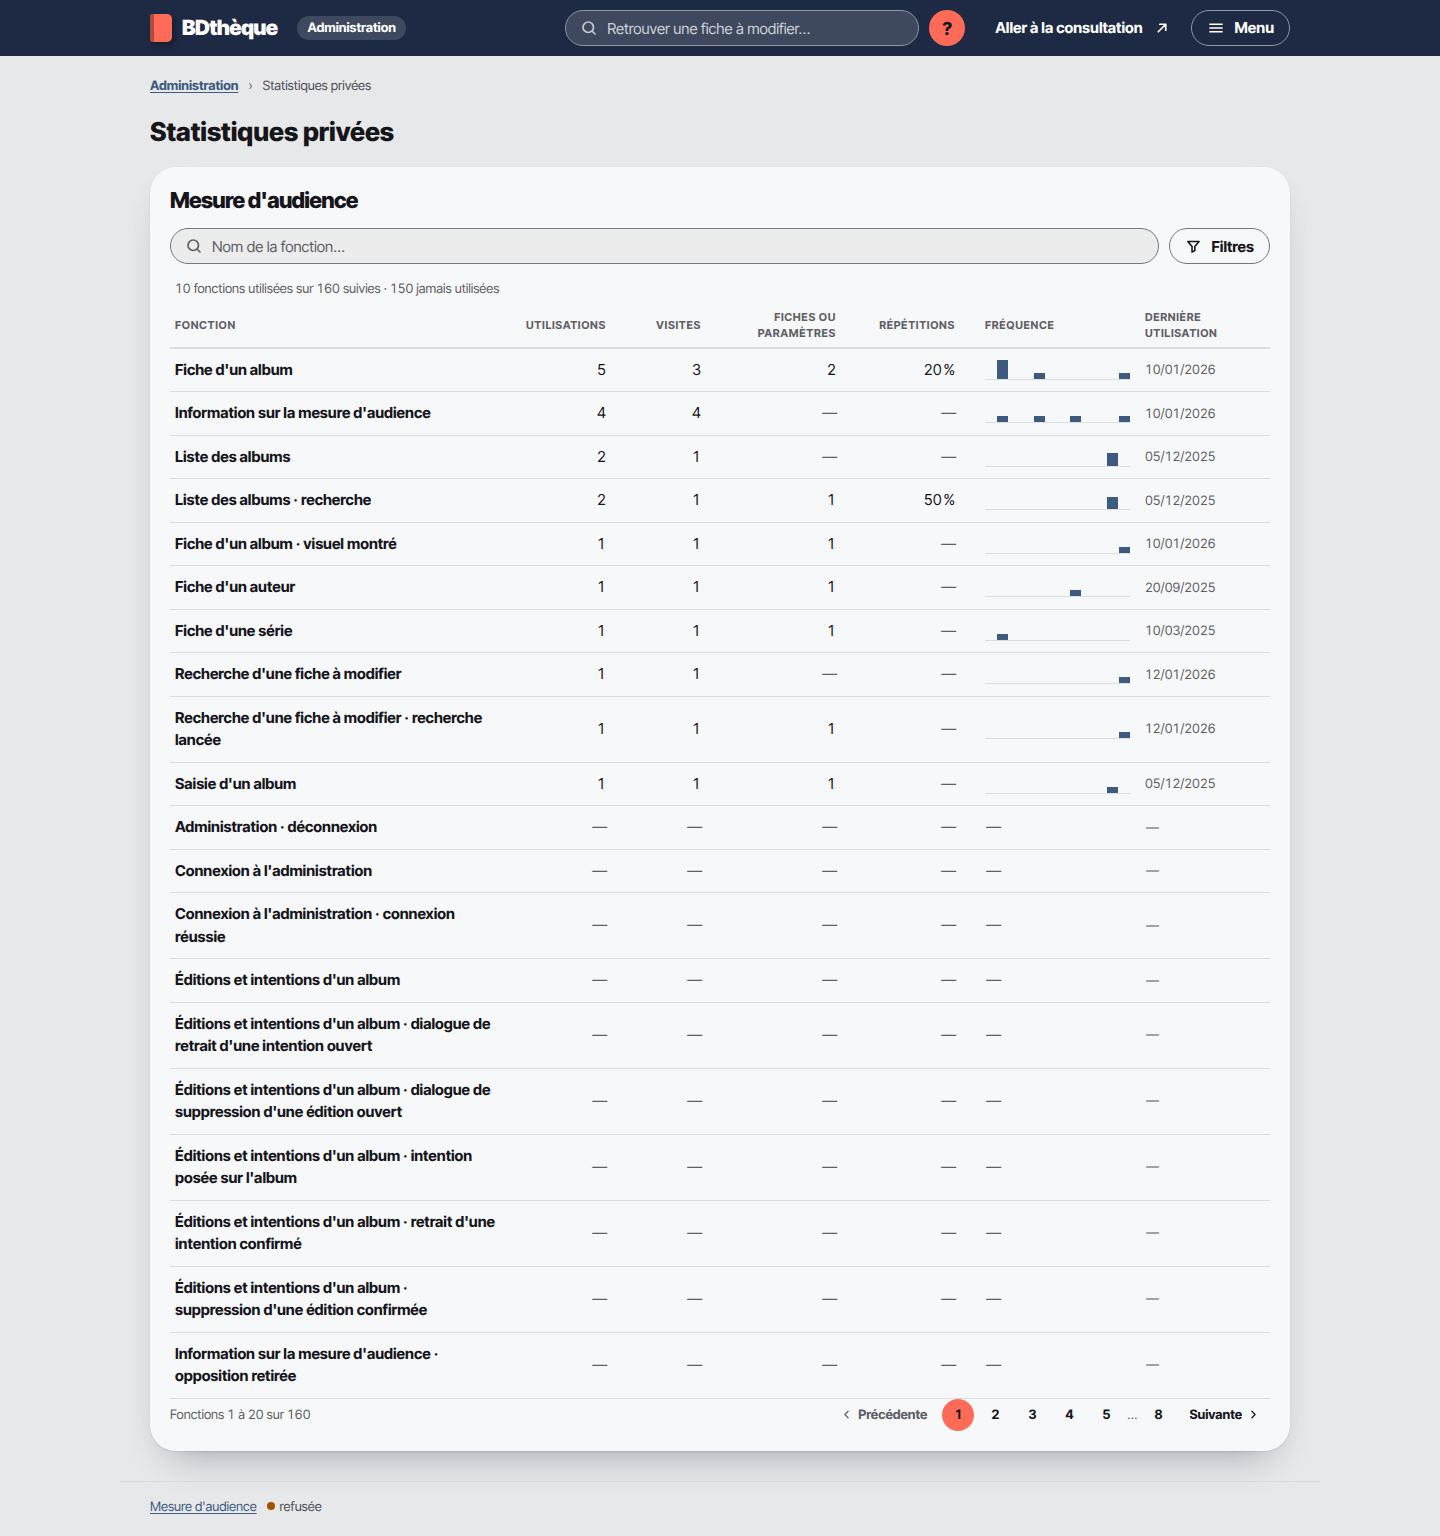 BDthèque
Administration
Retrouver une fiche à modifier...
?
Aller à la consultation
Menu
Administration › Statistiques privées
Statistiques privées
Mesure d'audience
Nom de la fonction...
Filtres
10 fonctions utilisées sur 160 suivies · 150 jamais utilisées
FONCTION UTILISATIONS VISITES FICHES OU PARAMÈTRES RÉPÉTITIONS FRÉQUENCE DERNIÈRE UTILISATION
Fiche d'un album 5 3 2 20 % 10/01/2026
Information sur la mesure d'audience 4 4 — — 10/01/2026
Liste des albums 2 1 — — 05/12/2025
Liste des albums · recherche 2 1 1 50 % 05/12/2025
Fiche d'un album · visuel montré 1 1 1 — 10/01/2026
Fiche d'un auteur 1 1 1 — 20/09/2025
Fiche d'une série 1 1 1 — 10/03/2025
Recherche d'une fiche à modifier 1 1 — — 12/01/2026
Recherche d'une fiche à modifier · recherche
lancée 1 1 1 — 12/01/2026
Saisie d'un album 1 1 1 — 05/12/2025
Administration · déconnexion — — — — — —
Connexion à l'administration — — — — — —
Connexion à l'administration · connexion
réussie — — — — — —
Éditions et intentions d'un album — — — — — —
Éditions et intentions d'un album · dialogue de
retrait d'une intention ouvert — — — — — —
Éditions et intentions d'un album · dialogue de
suppression d'une édition ouvert — — — — — —
Éditions et intentions d'un album · intention
posée sur l'album — — — — — —
Éditions et intentions d'un album · retrait d'une
intention confirmé — — — — — —
Éditions et intentions d'un album ·
suppression d'une édition confirmée — — — — — —
Information sur la mesure d'audience ·
opposition retirée — — — — — —
Fonctions 1 à 20 sur 160
‹ Précédente 1 2 3 4 5 ... 8 Suivante ›
Mesure d'audience refusée